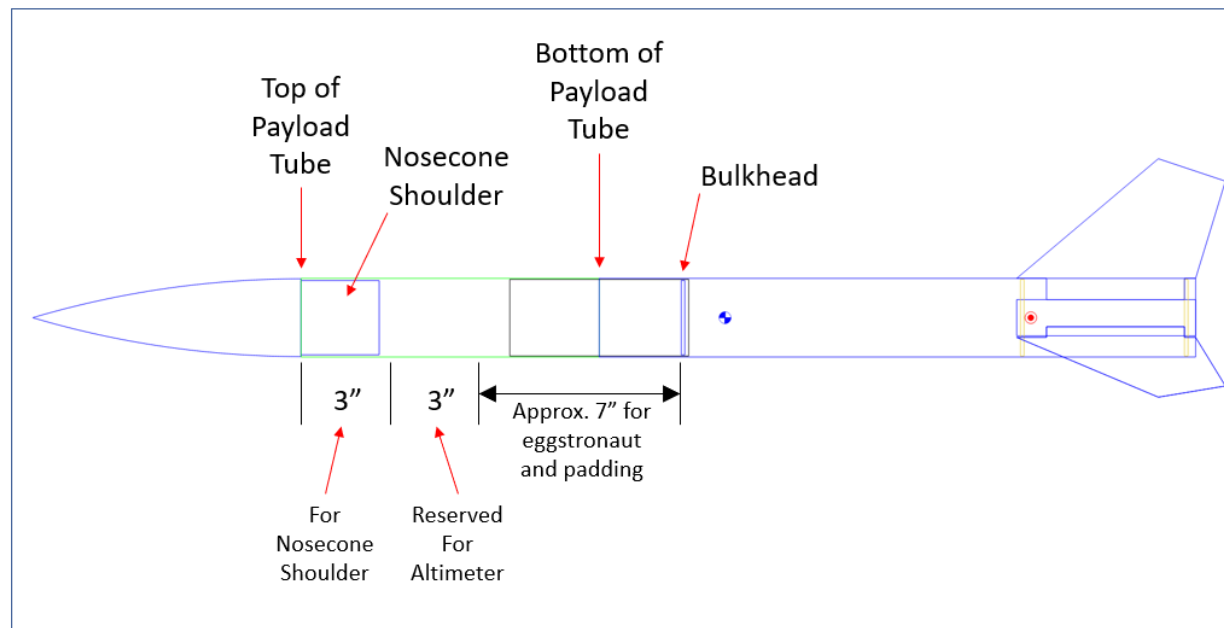 Top of
Payload
Tube
Nosecone
Shoulder
Bottom of
Payload
Tube
Bulkhead
3”
3”
Approx. 7” for
eggstronaut
and padding
For
Nosecone
Shoulder
Reserved
For
Altimeter